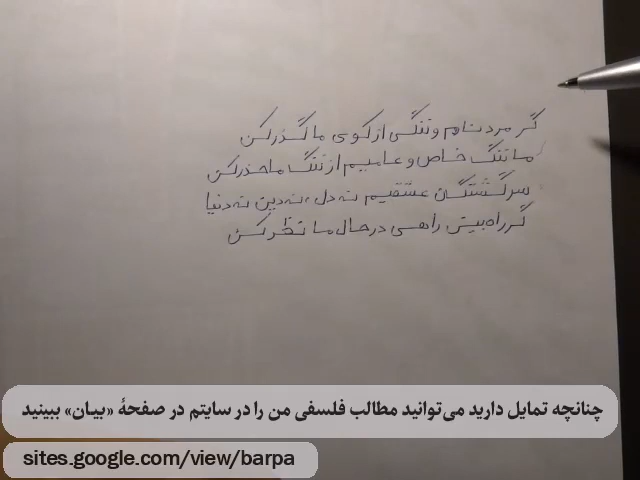 گر مرد نام و ننگی از کوی ما گذر کن
ما ننگ خاص و عامیم از ننگ ما حذر کن
سرگشتگان عشقیم نه دل، نه دین نه دنیا
گر راه بین راهی در حال ما نظر کن
چنانچه تمایل دارید می‌توانید مطالب فلسفی من را در سایتم در صفحهٔ «بیان» ببینید
sites.google.com/view/barpa